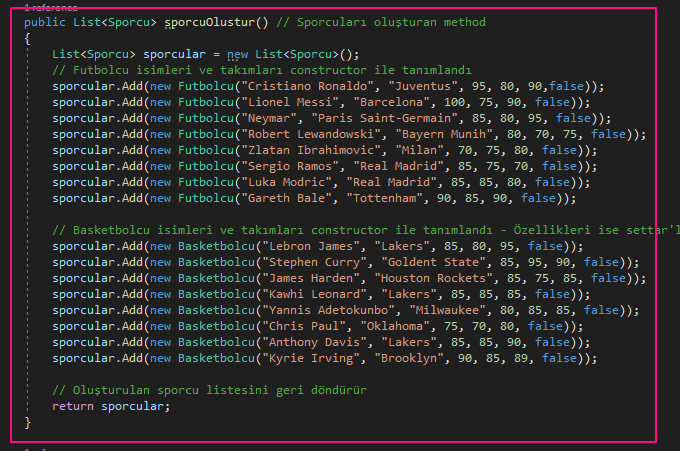 1 reference
public List<Sporcu> sporcuOlustur() // Sporcuları oluşturan method
{
List<Sporcu> sporcular = new List<Sporcu>();
// Futbolcu isimleri ve takımları constructor ile tanımlandı
sporcular.Add(new Futbolcu("Cristiano Ronaldo", "Juventus", 95, 80, 90,false));
sporcular.Add(new Futbolcu("Lionel Messi", "Barcelona", 100, 75, 90, false));
sporcular.Add(new Futbolcu("Neymar", "Paris Saint-Germain", 85, 80, 95, false));
sporcular.Add(new Futbolcu("Robert Lewandowski", "Bayern Munih", 80, 70, 75, false));
sporcular.Add(new Futbolcu("Zlatan Ibrahimovic", "Milan", 70, 75, 80, false));
sporcular.Add(new Futbolcu("Sergio Ramos", "Real Madrid", 85, 75, 70, false));
sporcular.Add(new Futbolcu("Luka Modric", "Real Madrid", 85, 85, 80, false));
sporcular.Add(new Futbolcu("Gareth Bale", "Tottenham", 90, 85, 90, false));
// Basketbolcu isimleri ve takımları constructor ile tanımlandı - Özellikleri ise settar'l
sporcular.Add(new Basketbolcu("Lebron James", "Lakers", 85, 80, 95, false));
sporcular.Add(new Basketbolcu("Stephen Curry", "Goldent State", 85, 95, 90, false));
sporcular.Add(new Basketbolcu("James Harden", "Houston Rockets", 85, 75, 85, false));
sporcular.Add(new Basketbolcu("Kawhi Leonard", "Lakers", 85, 85, 85, false));
sporcular.Add(new Basketbolcu("Yannis Adetokunbo", "Milwaukee", 80, 85, 85, false));
sporcular.Add(new Basketbolcu("Chris Paul", "Oklahoma", 75, 70, 80, false));
sporcular.Add(new Basketbolcu("Anthony Davis", "Lakers", 85, 85, 90, false));
sporcular.Add(new Basketbolcu("Kyrie Irving", "Brooklyn", 90, 85, 89, false));
// Oluşturulan sporcu listesini geri döndürür
return sporcular;
}